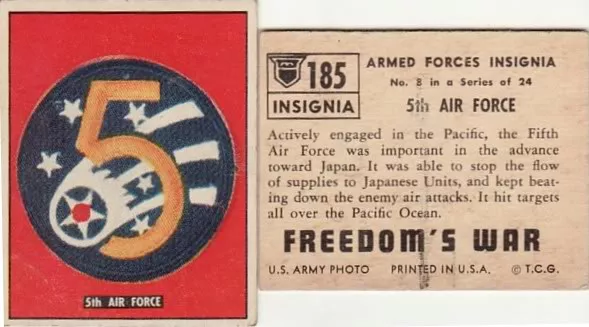 5
5th AIR FORCE
185
INSIGNIA
ARMED FORCES INSIGNIA
No. 8 in a Series of 24
5th AIR FORCE
Actively engaged in the Pacific, the Fifth
Air Force was important in the advance
toward Japan. It was able to stop the flow
of supplies to Japanese Units, and kept beat-
ing down the enemy air attacks. It hit targets
all over the Pacific Ocean.
FREEDOM'S WAR
U.S. ARMY PHOTO PRINTED IN U.S.A. © T.C.G.